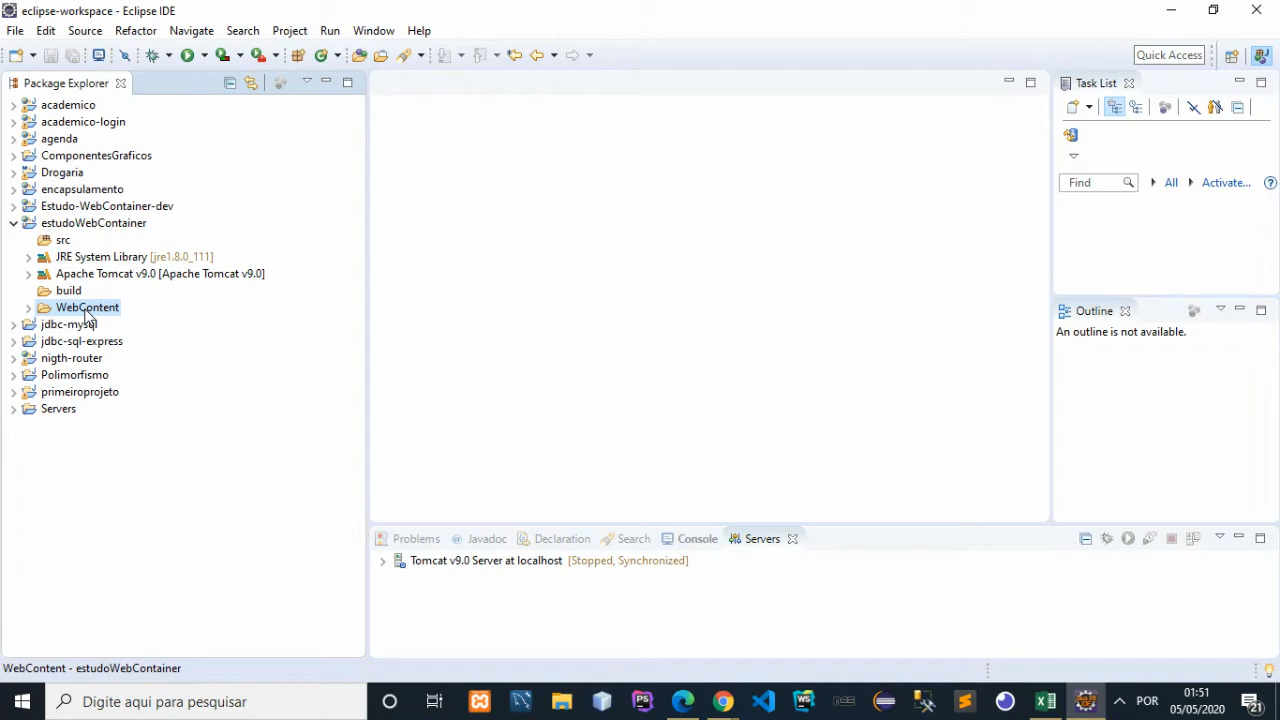 eclipse-workspace - Eclipse IDE
File Edit Source Refactor Navigate Search Project Run Window Help
Quick Access
Package Explorer
academico
academico-login
agenda
ComponentesGraficos
Drogaria
encapsulamento
Estudo-WebContainer-dev
estudoWebContainer
src
JRE System Library [jre1.8.0_111]
Apache Tomcat v9.0 [Apache Tomcat v9.0]
build
WebContent
jdbc-mysql
jdbc-sql-express
nigth-router
Polimorfismo
primeiroprojeto
Servers
Task List
Find All Activate...
Outline
An outline is not available.
Problems Javadoc Declaration Search Console Servers
Tomcat v9.0 Server at localhost [Stopped, Synchronized]
WebContent - estudoWebContainer
Digite aqui para pesquisar
PS
WS
POR
01:51
05/05/2020
21